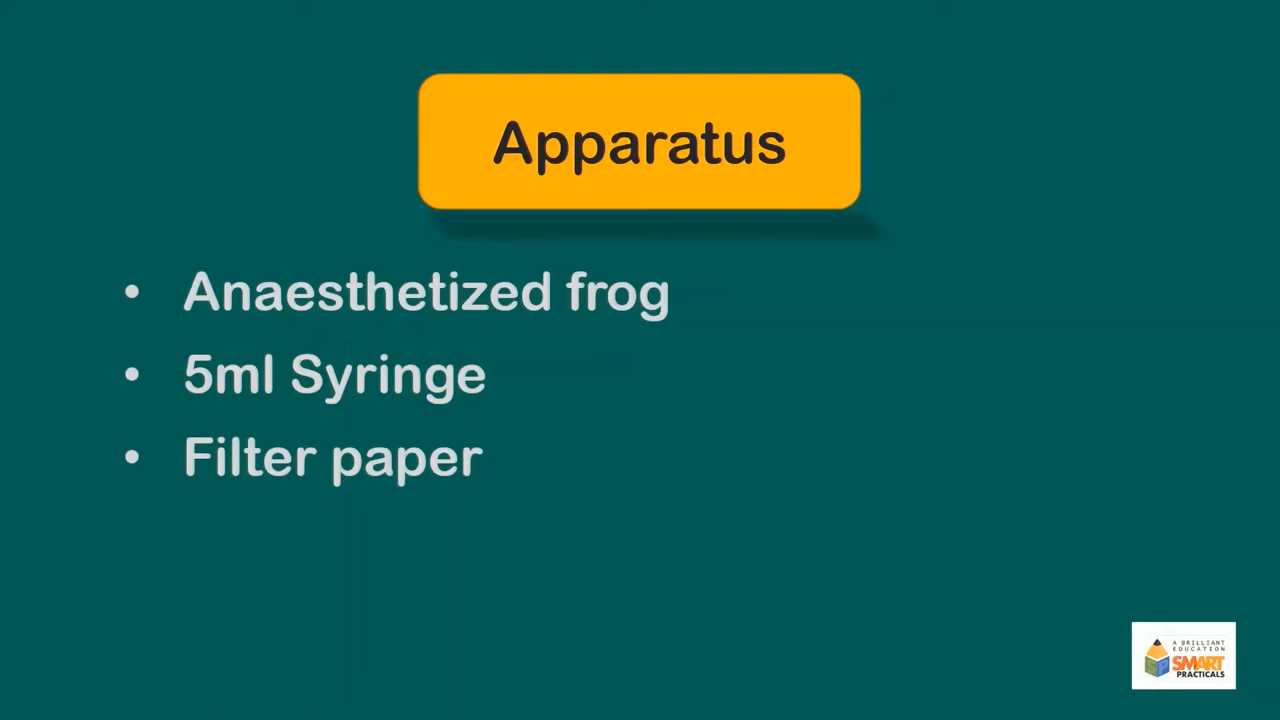 Apparatus
• Anaesthetized frog
• 5ml Syringe
• Filter paper
A BRILLIANT
EDUCATION
SMART
PRACTICALS